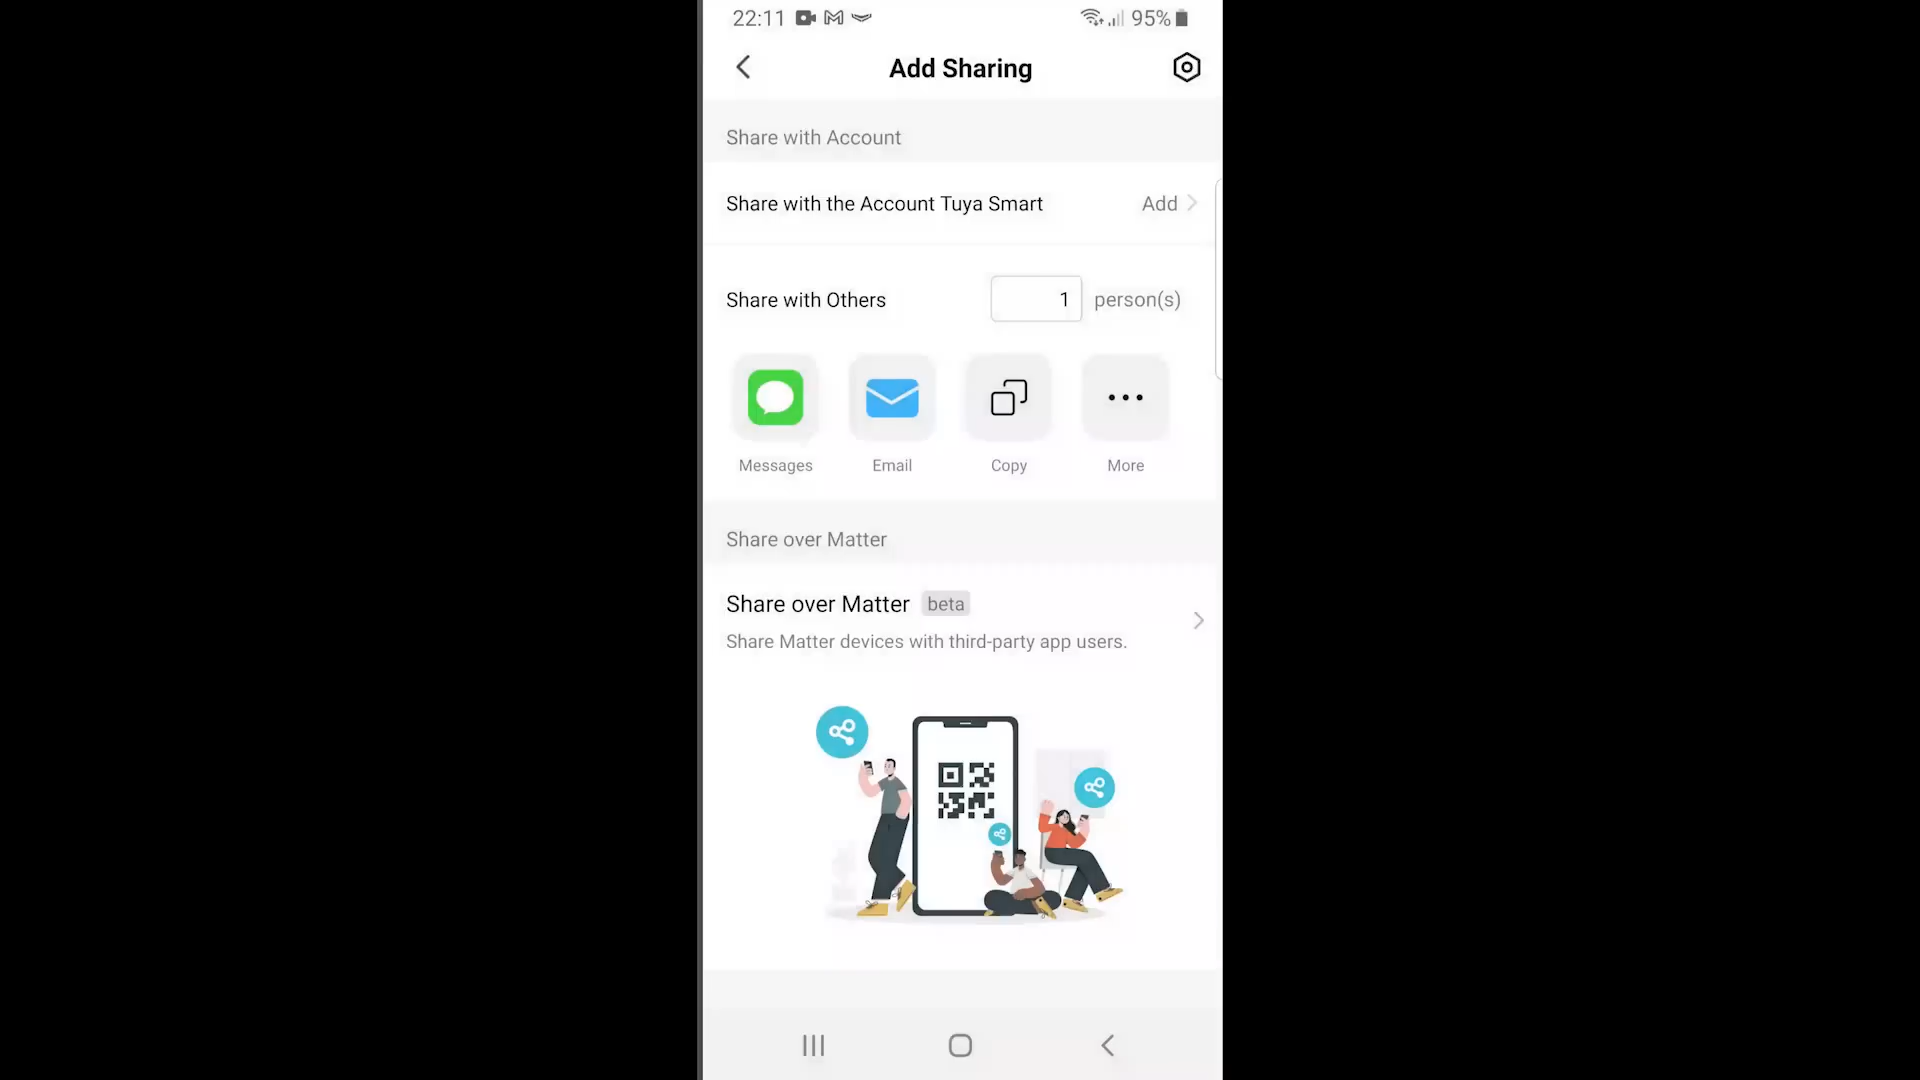 22:11 95%
Add Sharing
Share with Account
Share with the Account Tuya Smart Add
Share with Others 1 person(s)
Messages Email Copy More
Share over Matter
Share over Matter beta
Share Matter devices with third-party app users.